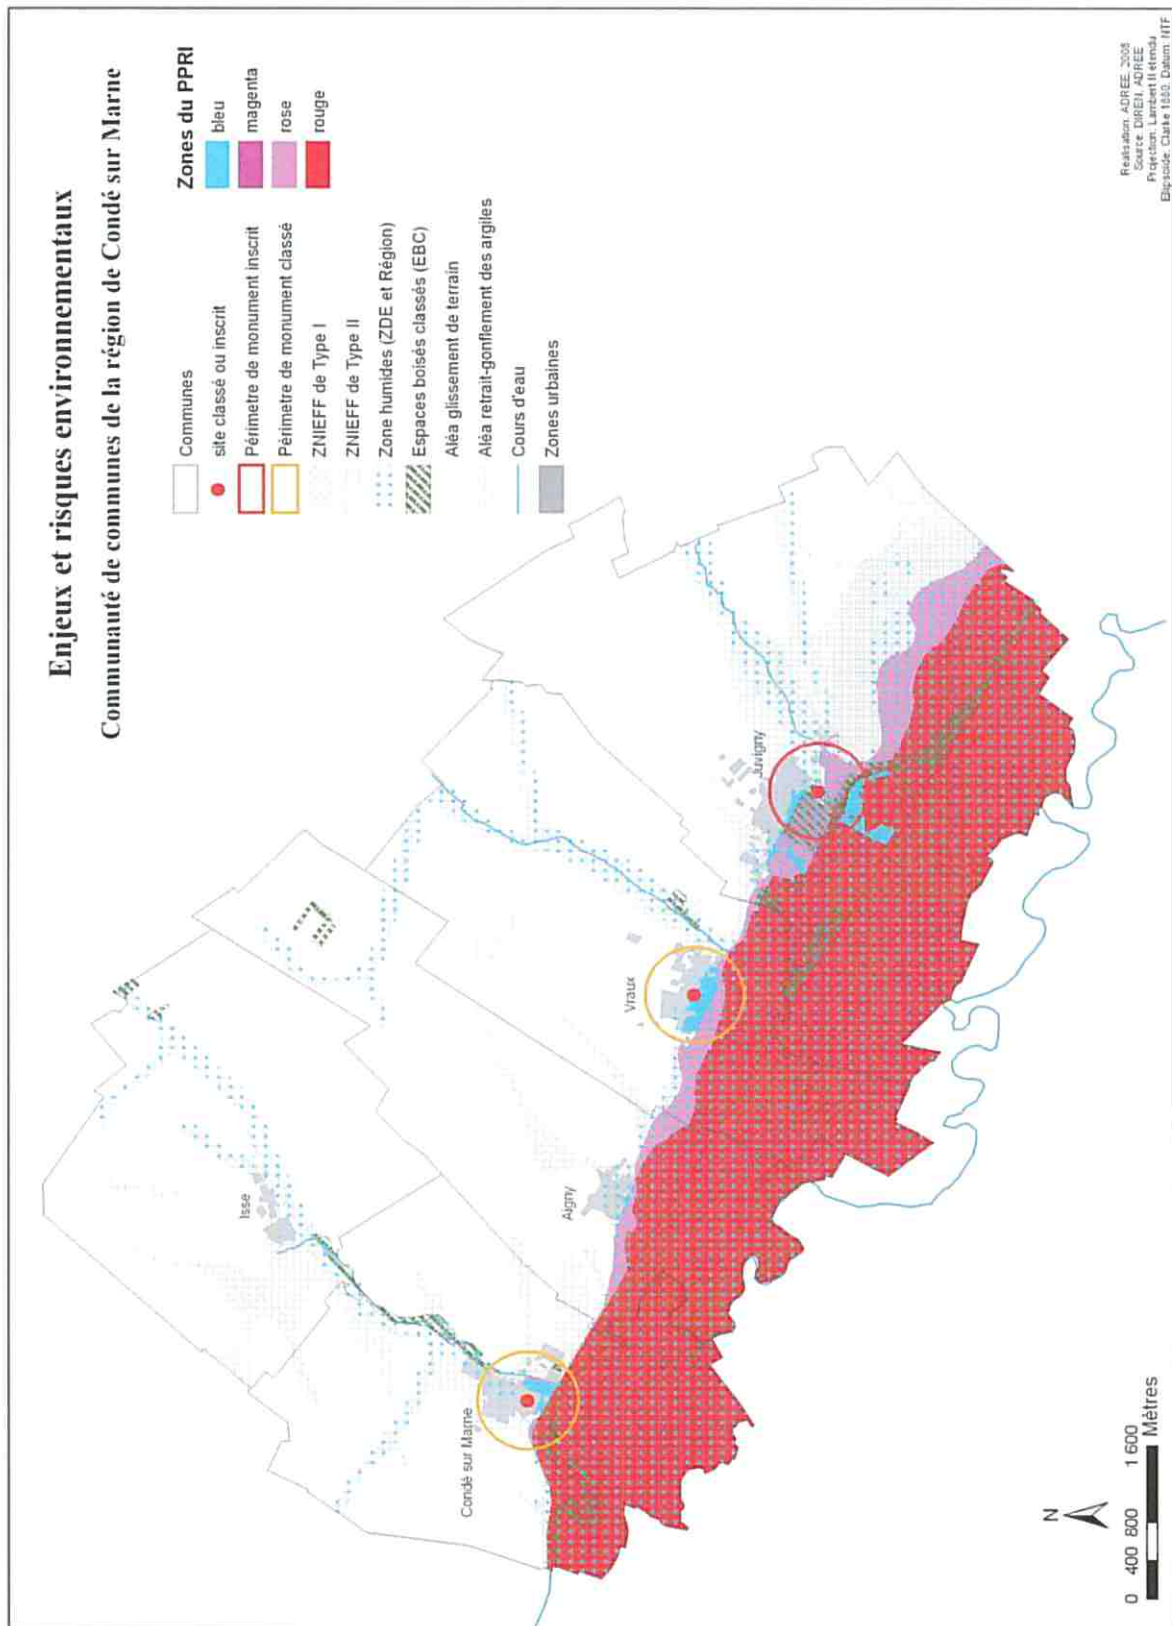 Enjeux et risques environnementaux
Communauté de communes de la région de Condé sur Marne
Communes
site classé ou inscrit
Périmetre de monument inscrit
Périmetre de monument classé
ZNIEFF de Type I
ZNIEFF de Type II
Zone humides (ZDE et Région)
Espaces boisés classés (EBC)
Aléa glissement de terrain
Aléa retrait-gonflement des argiles
Cours d'eau
Zones urbaines
Zones du PPRI
bleu
magenta
rose
rouge
Isse
Condé sur Marne
Aigny
Vraux
Juvigny
N
0 400 800 1 600
Mètres
Réalisation: ADREE, 2008
Source: DIREN, ADREE
Projection: Lambert II étendu
Ellipsoïde: Clarke 1880, Datum: NTF